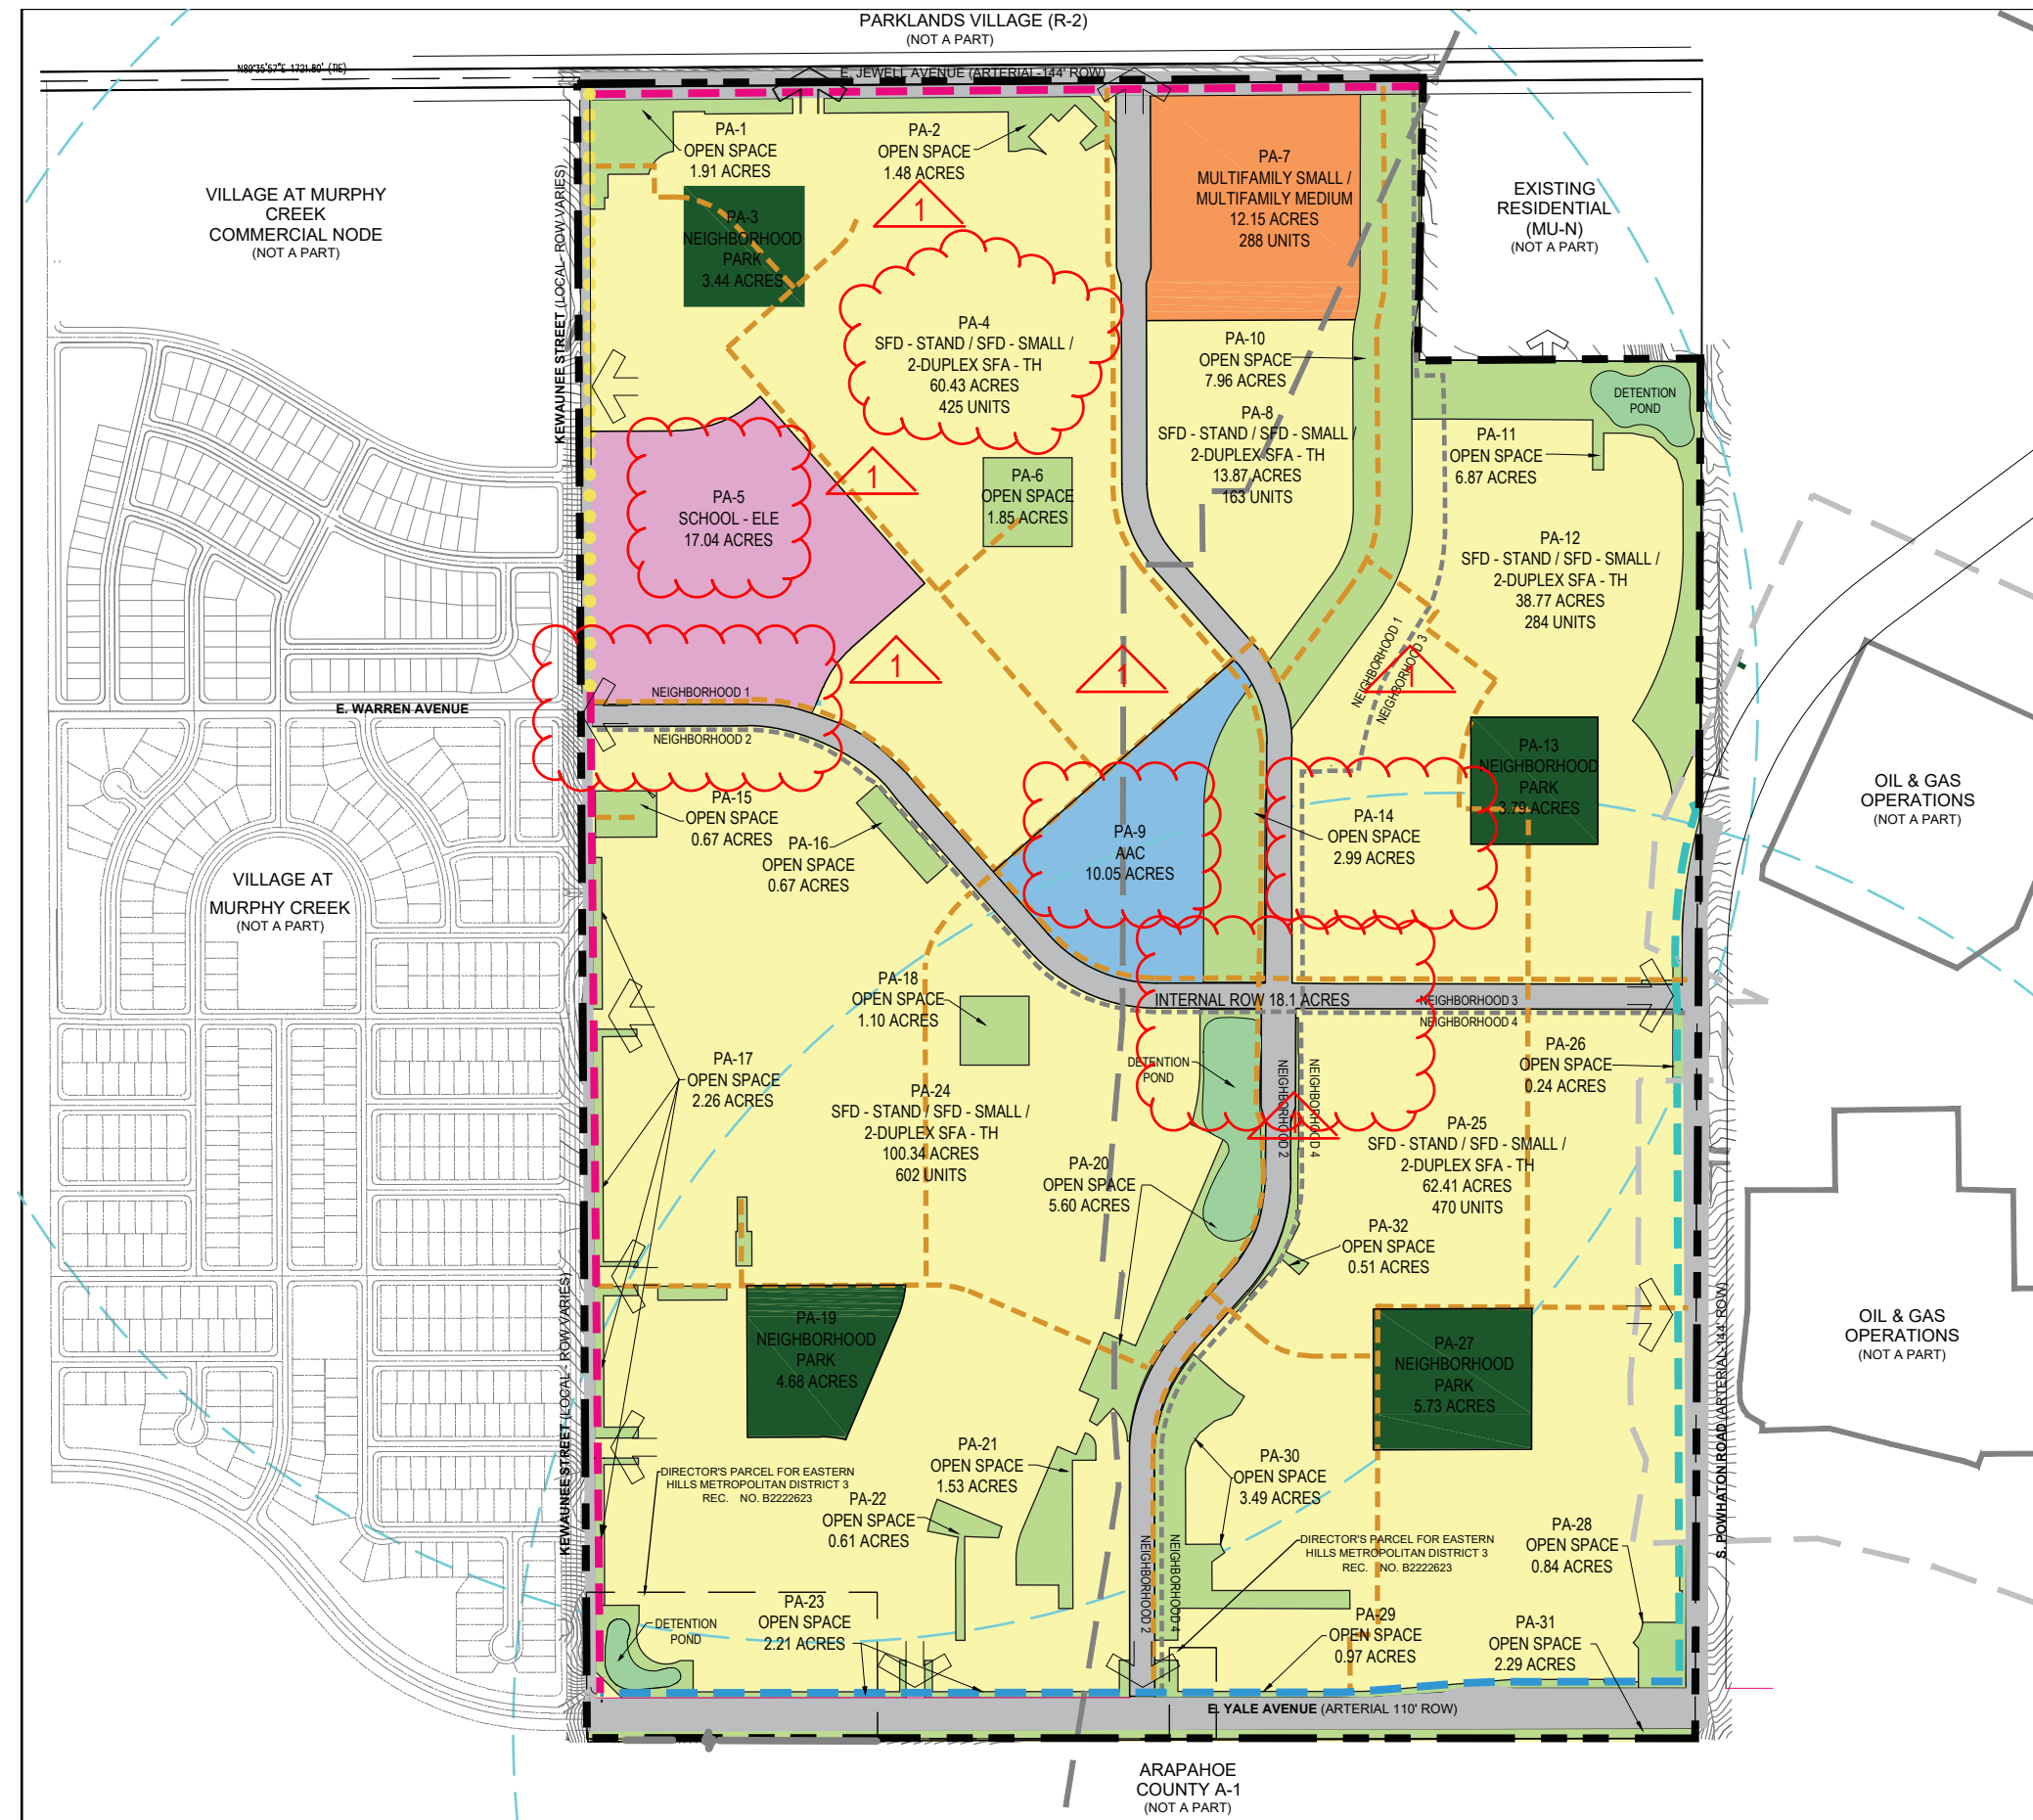 PARKLANDS VILLAGE (R-2)
(NOT A PART)
N89°35'57"E 1721.80' (TIE)
E. JEWELL AVENUE (ARTERIAL-144' ROW)
VILLAGE AT MURPHY
CREEK
COMMERCIAL NODE
(NOT A PART)
KEWAUNEE STREET (LOCAL- ROW VARIES)
PA-1
OPEN SPACE
1.91 ACRES
PA-2
OPEN SPACE
1.48 ACRES
PA-3
NEIGHBORHOOD
PARK
3.44 ACRES
1
PA-4
SFD - STAND / SFD - SMALL /
2-DUPLEX SFA - TH
60.43 ACRES
425 UNITS
PA-7
MULTIFAMILY SMALL /
MULTIFAMILY MEDIUM
12.15 ACRES
288 UNITS
EXISTING
RESIDENTIAL
(MU-N)
(NOT A PART)
PA-10
OPEN SPACE
7.96 ACRES
PA-8
SFD - STAND / SFD - SMALL /
2-DUPLEX SFA - TH
13.87 ACRES
163 UNITS
DETENTION
POND
PA-11
OPEN SPACE
6.87 ACRES
PA-5
SCHOOL - ELE
17.04 ACRES
1
PA-6
OPEN SPACE
1.85 ACRES
PA-12
SFD - STAND / SFD - SMALL /
2-DUPLEX SFA - TH
38.77 ACRES
284 UNITS
NEIGHBORHOOD 1
NEIGHBORHOOD 3
1
1
1
NEIGHBORHOOD 1
E. WARREN AVENUE
NEIGHBORHOOD 2
PA-13
NEIGHBORHOOD
PARK
3.79 ACRES
OIL & GAS
OPERATIONS
(NOT A PART)
PA-15
OPEN SPACE
0.67 ACRES
PA-16
OPEN SPACE
0.67 ACRES
PA-9
AAC
10.05 ACRES
PA-14
OPEN SPACE
2.99 ACRES
VILLAGE AT
MURPHY CREEK
(NOT A PART)
PA-18
OPEN SPACE
1.10 ACRES
INTERNAL ROW 18.1 ACRES
NEIGHBORHOOD 3
NEIGHBORHOOD 4
PA-17
OPEN SPACE
2.26 ACRES
DETENTION
POND
NEIGHBORHOOD 2
NEIGHBORHOOD 4
PA-26
OPEN SPACE
0.24 ACRES
PA-24
SFD - STAND / SFD - SMALL /
2-DUPLEX SFA - TH
100.34 ACRES
602 UNITS
1
PA-25
SFD - STAND / SFD - SMALL /
2-DUPLEX SFA - TH
62.41 ACRES
470 UNITS
PA-20
OPEN SPACE
5.60 ACRES
PA-32
OPEN SPACE
0.51 ACRES
KEWAUNEE STREET (LOCAL - ROW VARIES)
PA-19
NEIGHBORHOOD
PARK
4.68 ACRES
PA-27
NEIGHBORHOOD
PARK
5.73 ACRES
OIL & GAS
OPERATIONS
(NOT A PART)
S. POWHATON ROAD (ARTERIAL-144' ROW)
DIRECTOR'S PARCEL FOR EASTERN
HILLS METROPOLITAN DISTRICT 3
REC. NO. B2222623
PA-21
OPEN SPACE
1.53 ACRES
PA-22
OPEN SPACE
0.61 ACRES
PA-30
OPEN SPACE
3.49 ACRES
NEIGHBORHOOD 2
NEIGHBORHOOD 4
DIRECTOR'S PARCEL FOR EASTERN
HILLS METROPOLITAN DISTRICT 3
REC. NO. B2222623
PA-28
OPEN SPACE
0.84 ACRES
PA-23
OPEN SPACE
2.21 ACRES
DETENTION
POND
PA-29
OPEN SPACE
0.97 ACRES
PA-31
OPEN SPACE
2.29 ACRES
E. YALE AVENUE (ARTERIAL 110' ROW)
ARAPAHOE
COUNTY A-1
(NOT A PART)